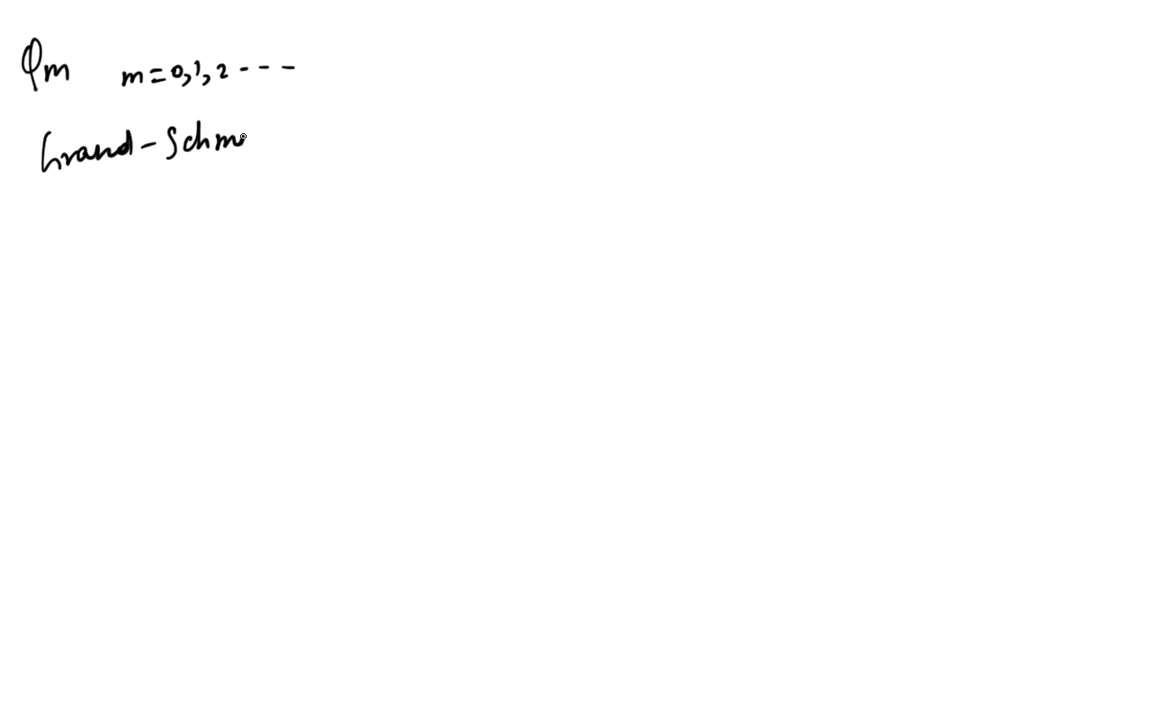 φm m=0,1,2 ---
Grand-Schm